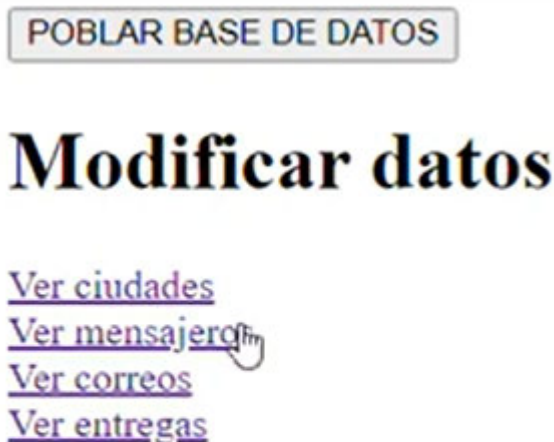 POBLAR BASE DE DATOS
Modificar datos
Ver ciudades
Ver mensajeros
Ver correos
Ver entregas